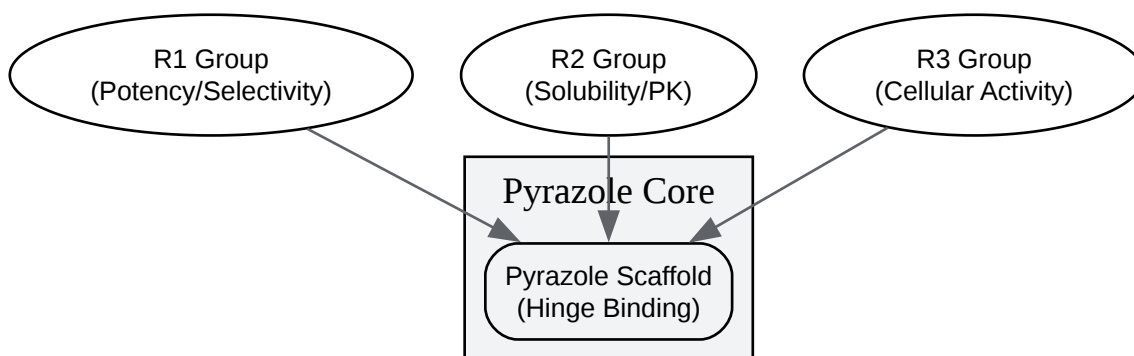 R1 Group
(Potency/Selectivity)
R2 Group
(Solubility/PK)
R3 Group
(Cellular Activity)
Pyrazole Core
Pyrazole Scaffold
(Hinge Binding)